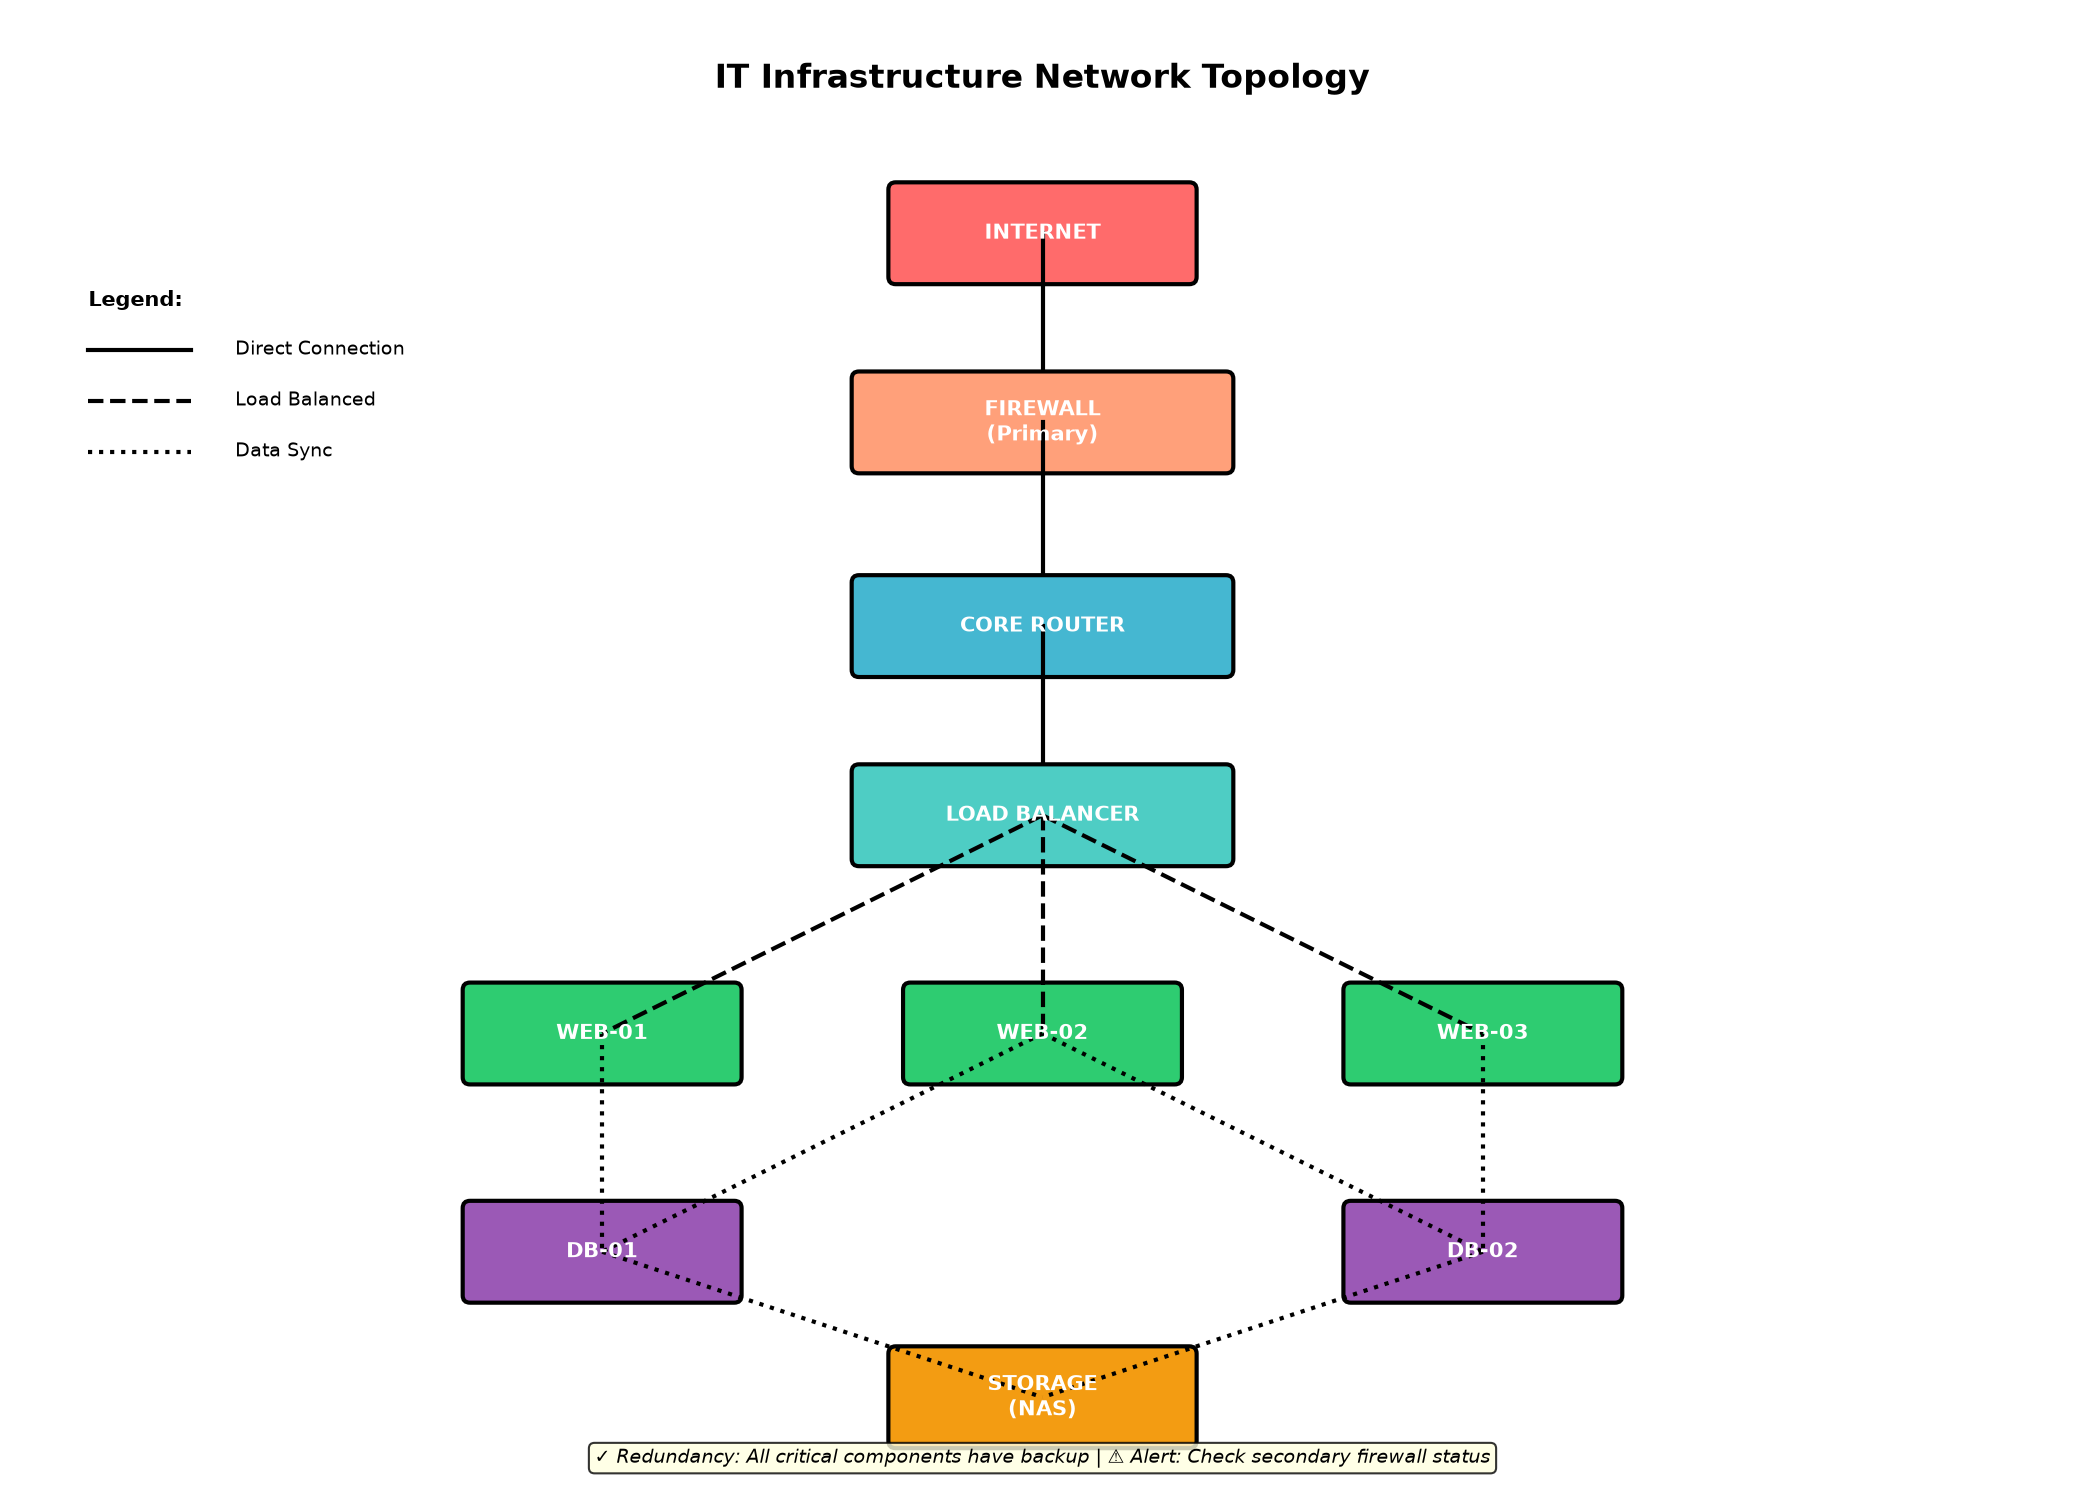 IT Infrastructure Network Topology
INTERNET
Legend:
Direct Connection
Load Balanced
Data Sync
FIREWALL
(Primary)
CORE ROUTER
LOAD BALANCER
WEB-01
WEB-02
WEB-03
DB-01
DB-02
STORAGE
(NAS)
✓ Redundancy: All critical components have backup | ⚠ Alert: Check secondary firewall status